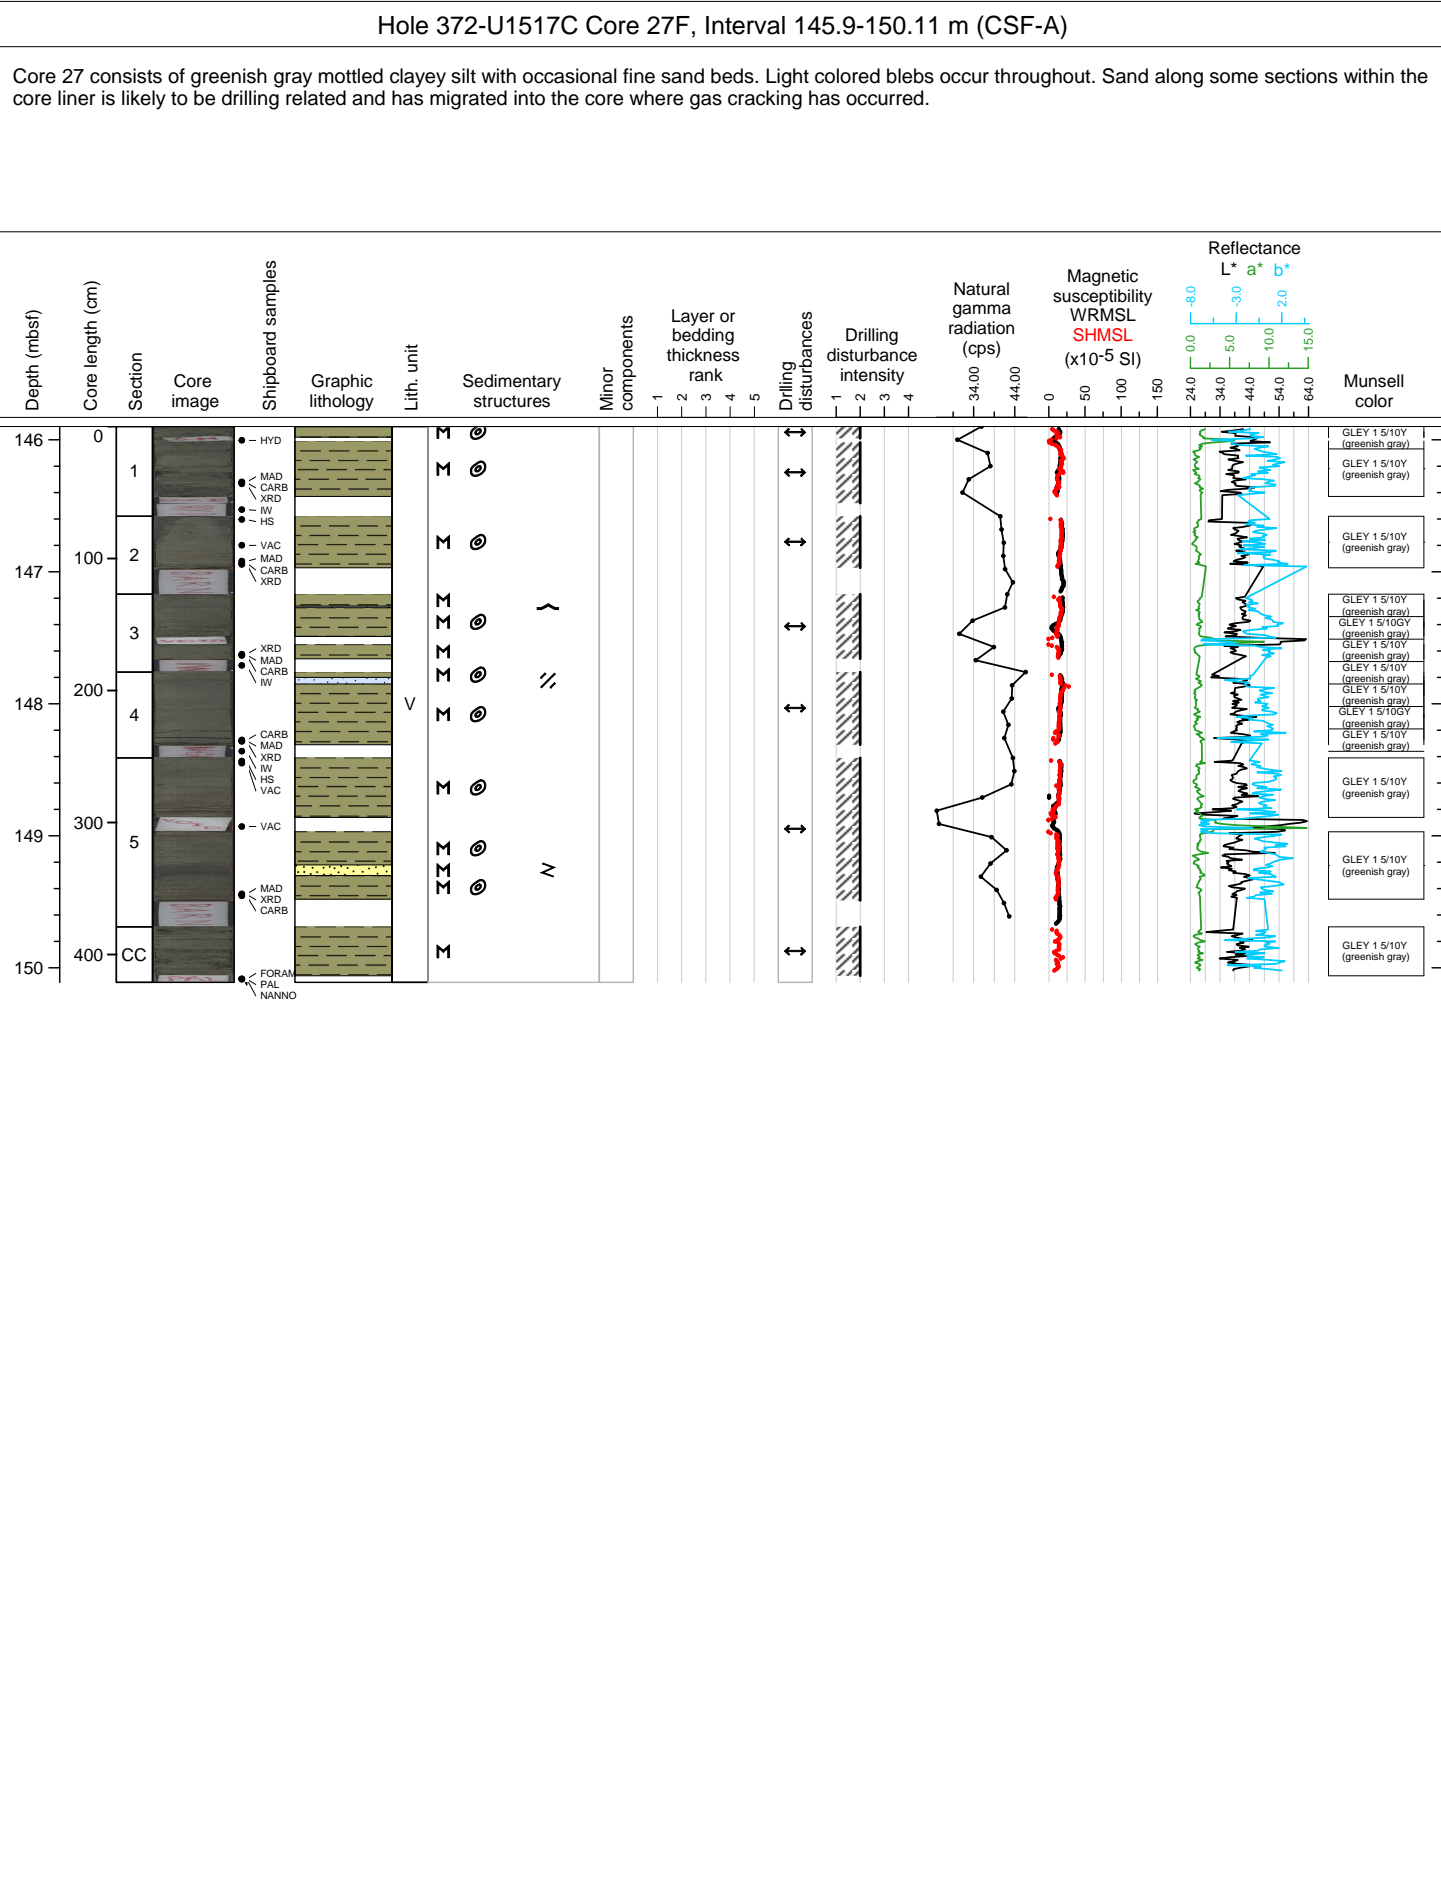 Hole 372-U1517C Core 27F, Interval 145.9-150.11 m (CSF-A)
Core 27 consists of greenish gray mottled clayey silt with occasional fine sand beds. Light colored blebs occur throughout. Sand along some sections within the
core liner is likely to be drilling related and has migrated into the core where gas cracking has occurred.
Depth (mbsf)
Core length (cm)
Section
Core
image
Shipboard samples
Graphic
lithology
Lith. unit
Sedimentary
structures
Minor
components
Layer or
bedding
thickness
rank
1 2 3 4 5
Drlling
disturbances
Drilling
disturbance
intensity
1 2 3 4
Natural
gamma
radiation
(cps)
34.00 44.00
Magnetic
susceptibility
WRMSL
SHMSL
(x10-5 SI)
0 50 100 150
Reflectance
L* a* b*
-8.0 -3.0 2.0
0.0 5.0 10.0 15.0
24.0 34.0 44.0 54.0 64.0
Munsell
color
146
147
148
149
150
0
100
200
300
400
1
2
3
4
5
CC
HYD
MAD
CARB
XRD
IW
HS
VAC
MAD
CARB
XRD
XRD
MAD
CARB
IW
CARB
MAD
XRD
IW
HS
VAC
VAC
MAD
XRD
CARB
FORAM
PAL
NANNO
V
M
M
M
M
M
M
M
M
M
M
M
M
M
GLEY 1 5/10Y
(greenish gray)
GLEY 1 5/10Y
(greenish gray)
GLEY 1 5/10Y
(greenish gray)
GLEY 1 5/10Y
(greenish gray)
GLEY 1 5/10GY
(greenish gray)
GLEY 1 5/10Y
(greenish gray)
GLEY 1 5/10Y
(greenish gray)
GLEY 1 5/10Y
(greenish gray)
GLEY 1 5/10GY
(greenish gray)
GLEY 1 5/10Y
(greenish gray)
GLEY 1 5/10Y
(greenish gray)
GLEY 1 5/10Y
(greenish gray)
GLEY 1 5/10Y
(greenish gray)